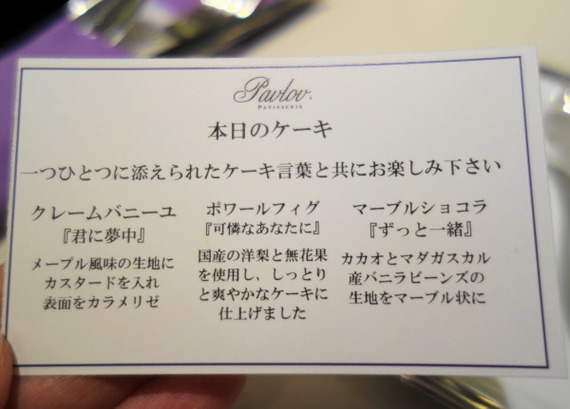 Pavlov.
PATISSERIE
本日のケーキ
一つひとつに添えられたケーキ言葉と共にお楽しみ下さい
クレームバニーユ
『君に夢中』
メープル風味の生地に
カスタードを入れ
表面をカラメリゼ
ポワールフィグ
『可憐なあなたに』
国産の洋梨と無花果
を使用し、しっとり
と爽やかなケーキに
仕上げました
マーブルショコラ
『ずっと一緒』
カカオとマダガスカル
産バニラビーンズの
生地をマーブル状に